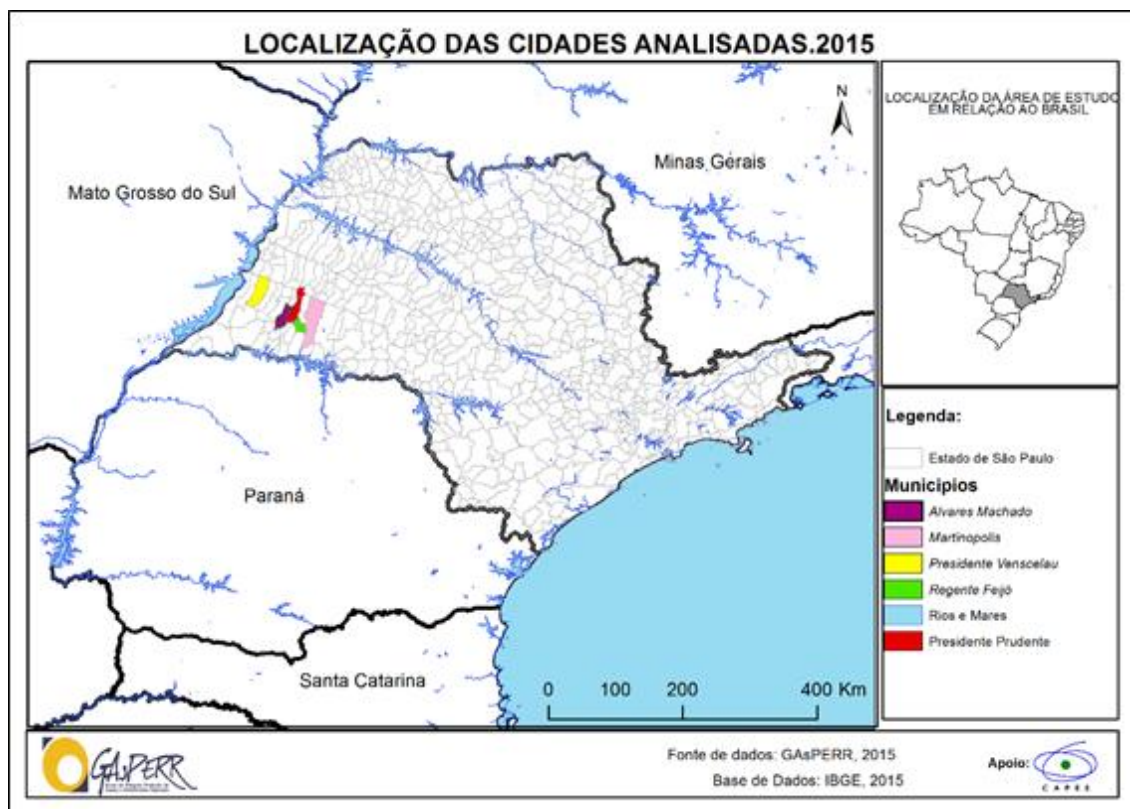 LOCALIZAÇÃO DAS CIDADES ANALISADAS.2015
LOCALIZAÇÃO DA ÁREA DE ESTUDO
EM RELAÇÃO AO BRASIL
N
Minas Gerais
Mato Grosso do Sul
Paraná
Santa Catarina
0 100 200 400 Km
Legenda:
Estado de São Paulo
Municipios
Alvares Machado
Martinopolis
Presidente Venscelau
Regente Feijó
Rios e Mares
Presidente Prudente
GAsPERR
Fonte de dados: GAsPERR, 2015
Base de Dados: IBGE, 2015
Apoio:
CAPES